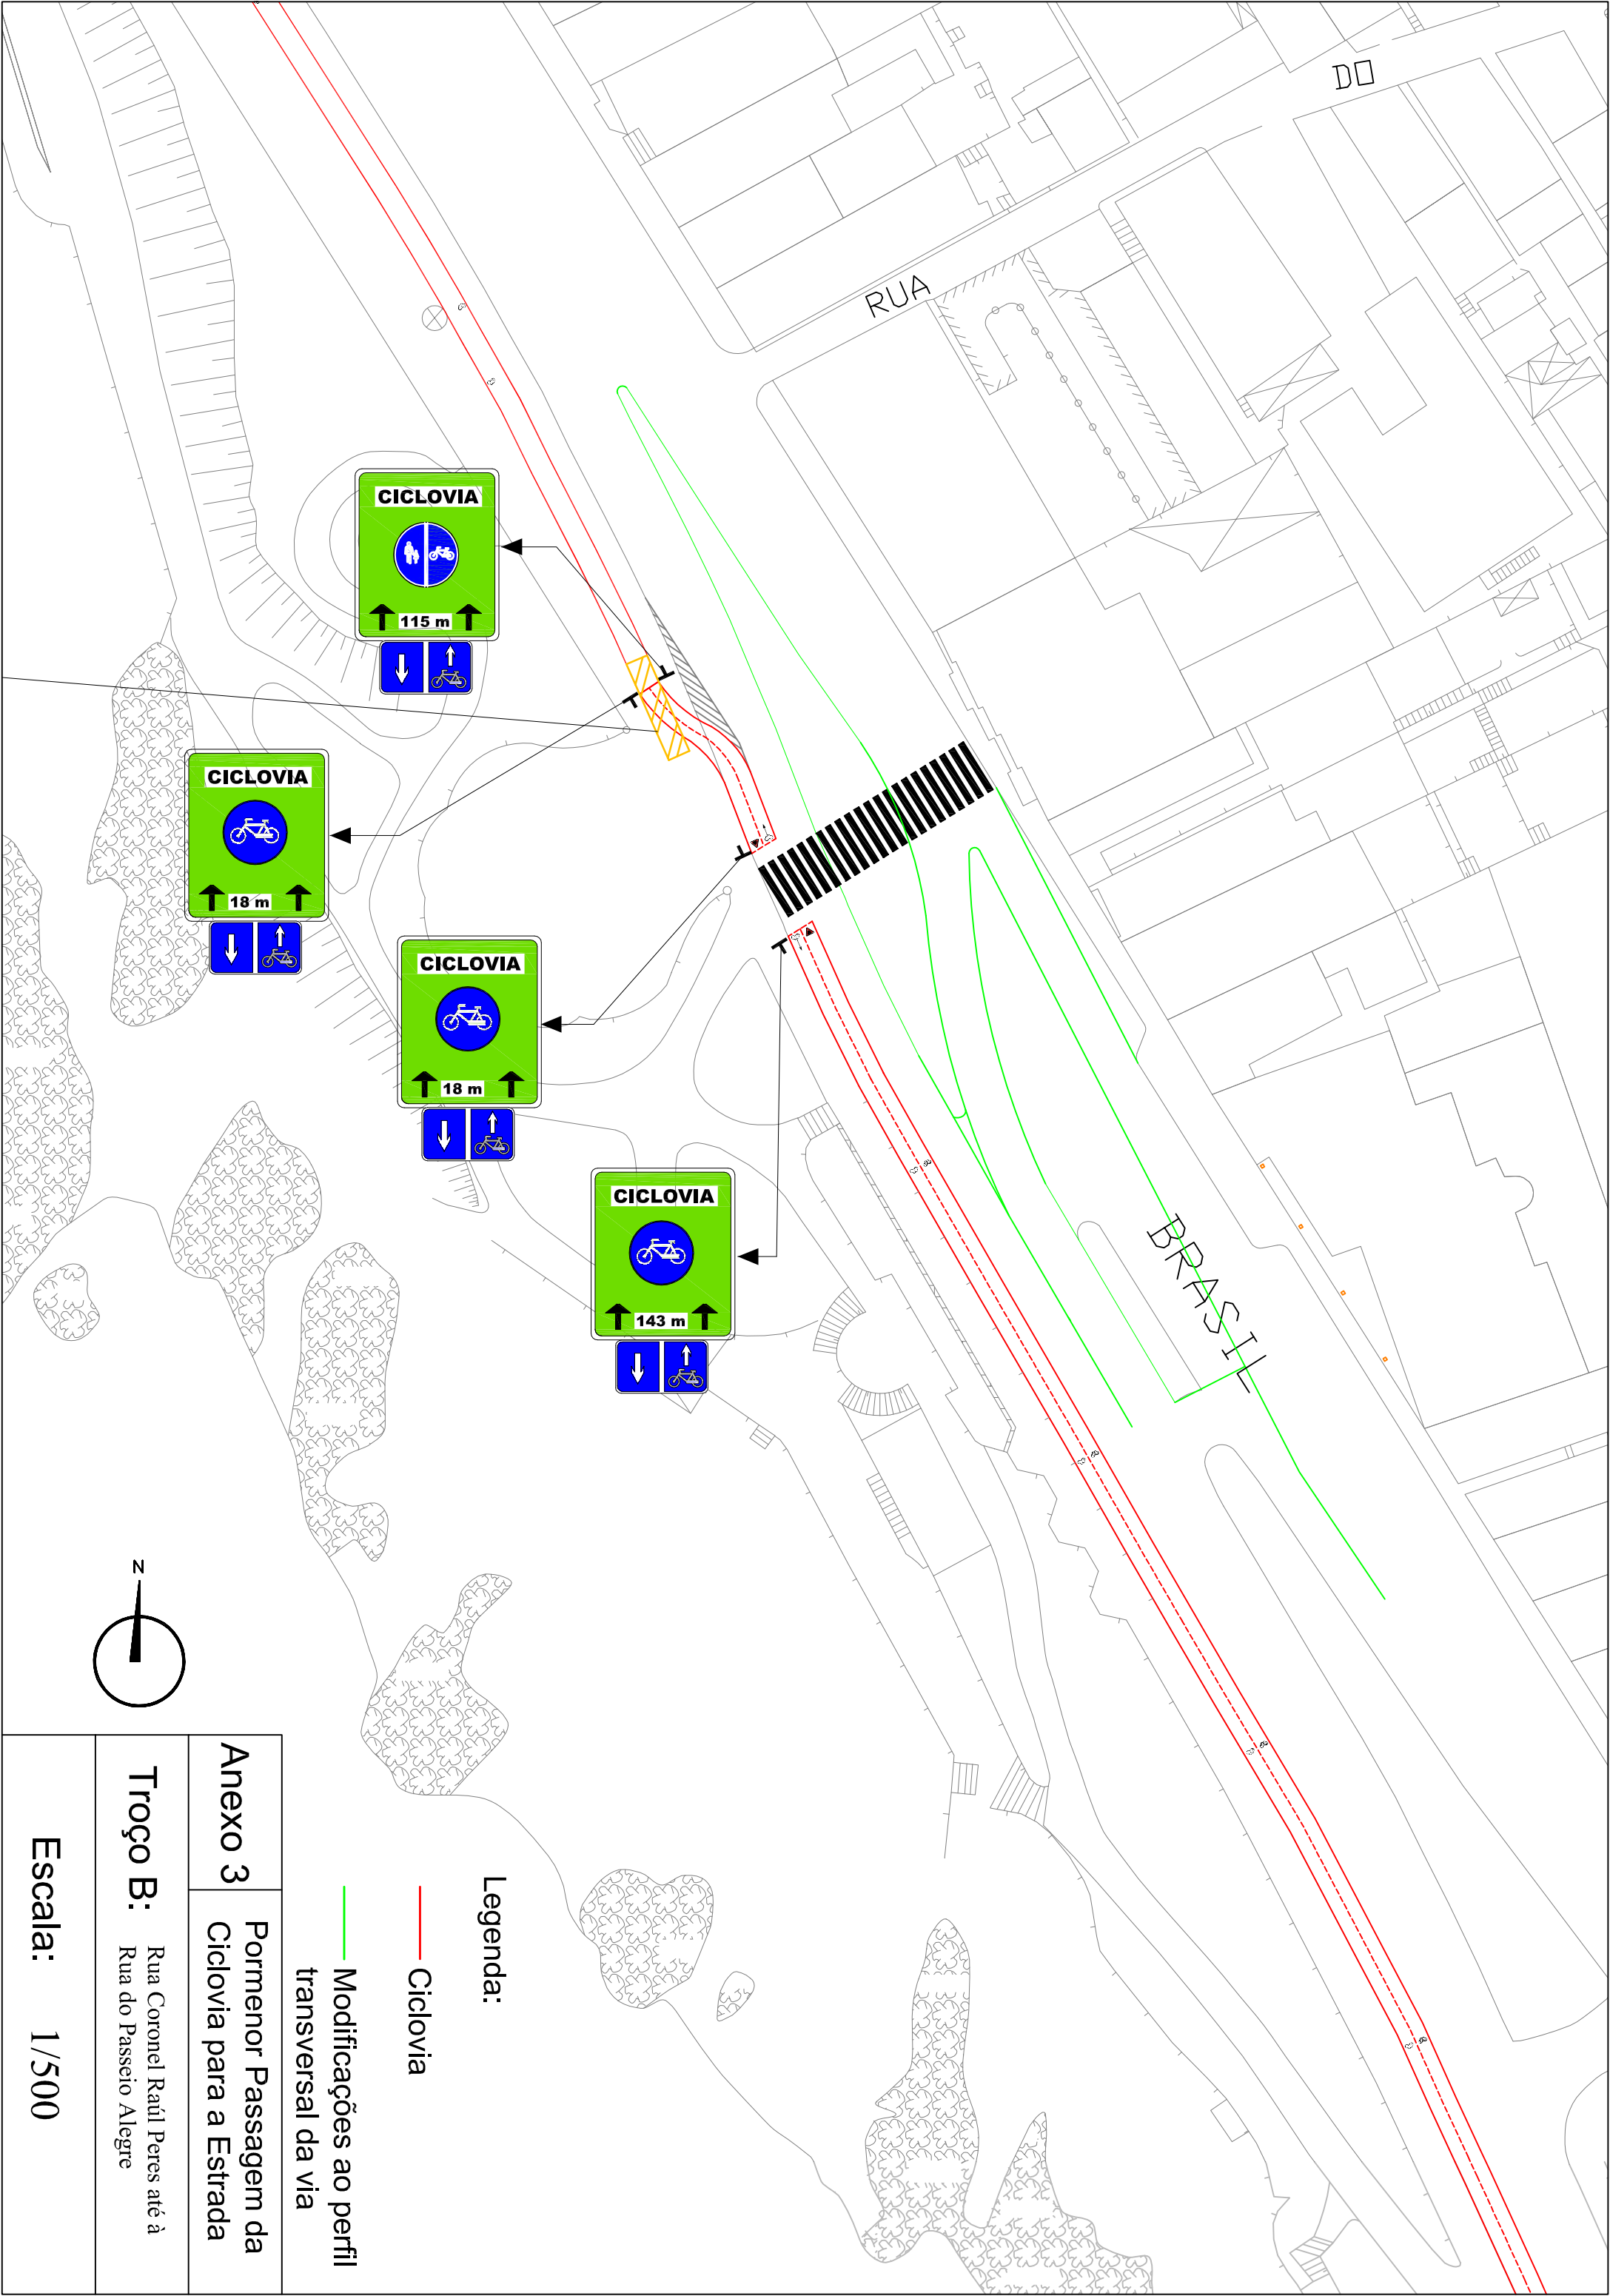 DO
RUA
BRASIL
CICLOVIA
115 m
CICLOVIA
18 m
CICLOVIA
18 m
CICLOVIA
143 m
N
Legenda:
Ciclovia
Modificações ao perfil
transversal da via
Anexo 3
Pormenor Passagem da
Ciclovia para a Estrada
Troço B:
Rua Coronel Raúl Peres até à
Rua do Passeio Alegre
Escala: 1/500